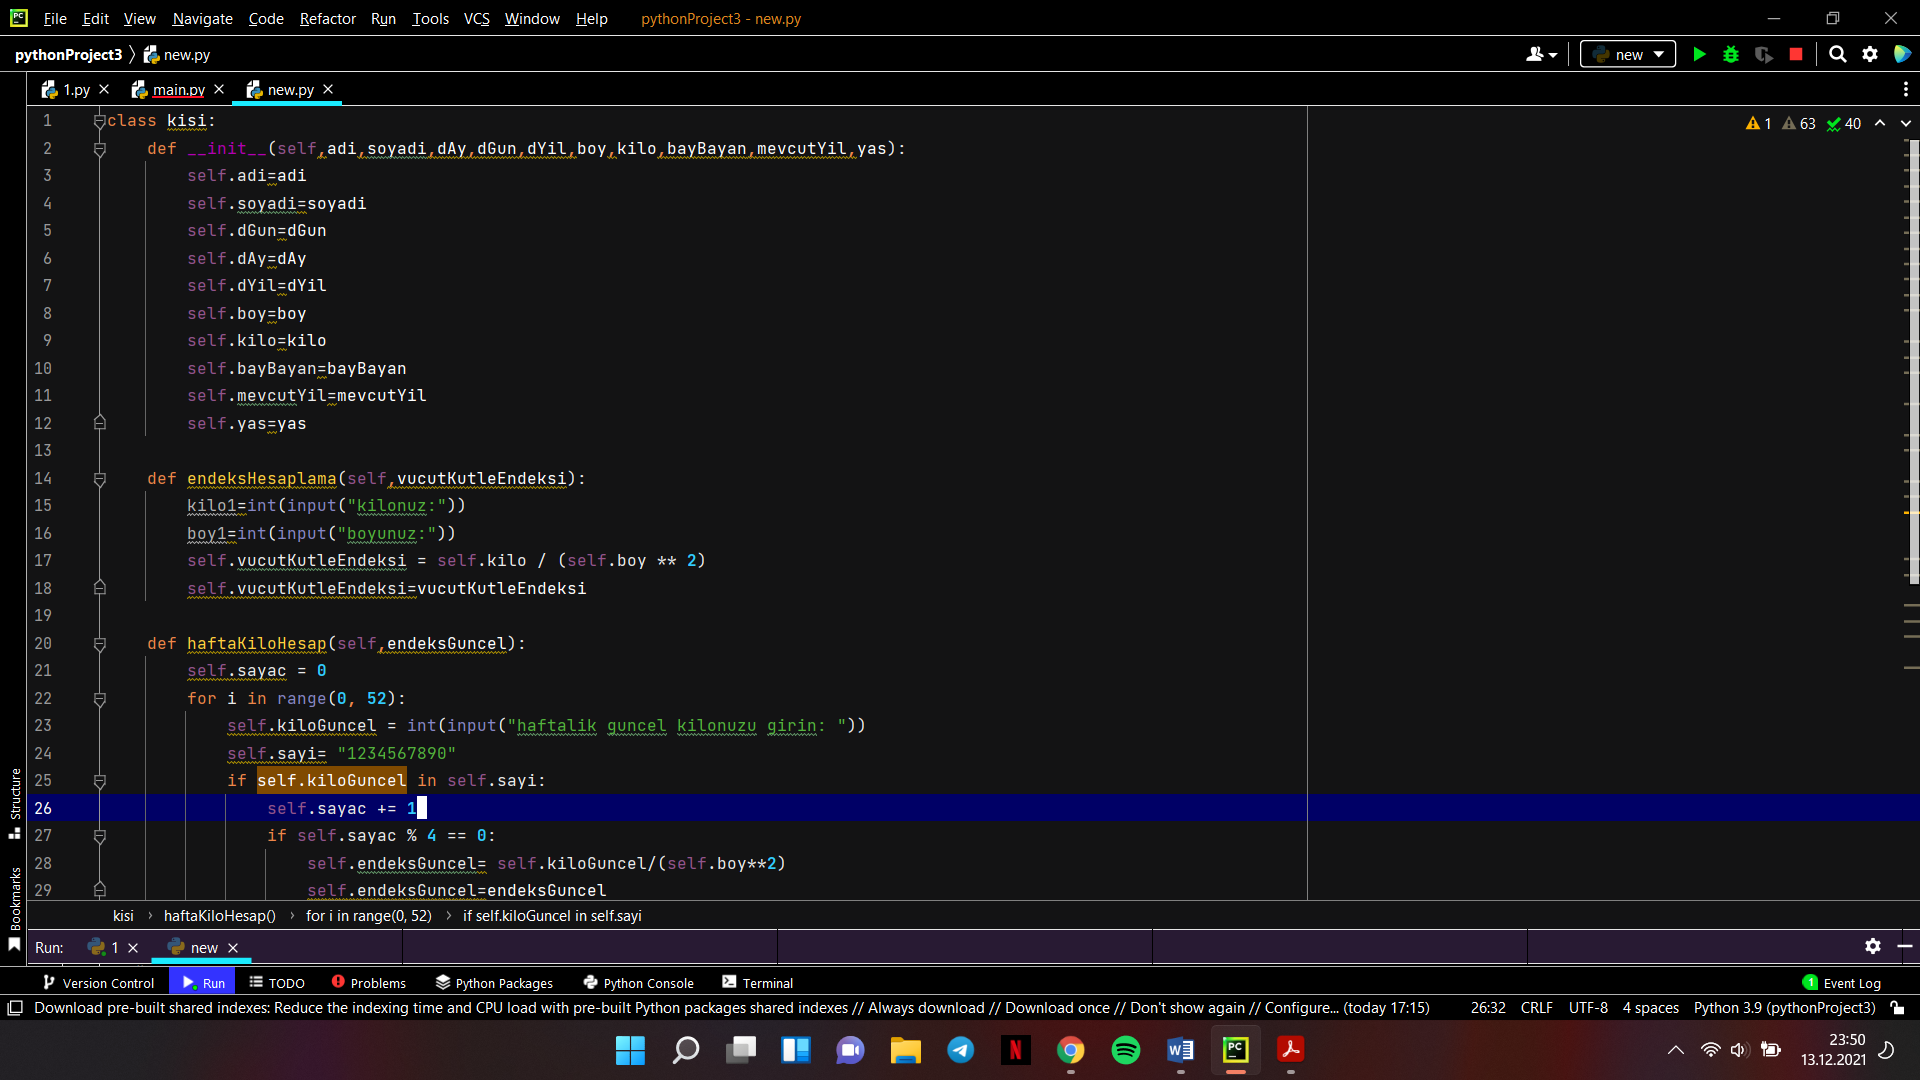 PC File Edit View Navigate Code Refactor Run Tools VCS Window Help pythonProject3 - new.py
pythonProject3 new.py new
1.py main.py new.py
1 class kisi: 1 63 40
2 def __init__(self,adi,soyadi,dAy,dGun,dYil,boy,kilo,bayBayan,mevcutYil,yas):
3 self.adi=adi
4 self.soyadi=soyadi
5 self.dGun=dGun
6 self.dAy=dAy
7 self.dYil=dYil
8 self.boy=boy
9 self.kilo=kilo
10 self.bayBayan=bayBayan
11 self.mevcutYil=mevcutYil
12 self.yas=yas
13
14 def endeksHesaplama(self,vucutKutleEndeksi):
15 kilo1=int(input("kilonuz:"))
16 boy1=int(input("boyunuz:"))
17 self.vucutKutleEndeksi = self.kilo / (self.boy ** 2)
18 self.vucutKutleEndeksi=vucutKutleEndeksi
19
20 def haftaKiloHesap(self,endeksGuncel):
21 self.sayac = 0
22 for i in range(0, 52):
23 self.kiloGuncel = int(input("haftalik guncel kilonuzu girin: "))
24 self.sayi= "1234567890"
25 if self.kiloGuncel in self.sayi:
26 self.sayac += 1
27 if self.sayac % 4 == 0:
28 self.endeksGuncel= self.kiloGuncel/(self.boy**2)
29 self.endeksGuncel=endeksGuncel
Structure
Bookmarks
kisi › haftaKiloHesap() › for i in range(0, 52) › if self.kiloGuncel in self.sayi
Run: 1 new
Version Control Run TODO Problems Python Packages Python Console Terminal 1 Event Log
Download pre-built shared indexes: Reduce the indexing time and CPU load with pre-built Python packages shared indexes // Always download // Download once // Don't show again // Configure... (today 17:15) 26:32 CRLF UTF-8 4 spaces Python 3.9 (pythonProject3)
N W PC 23:50
13.12.2021